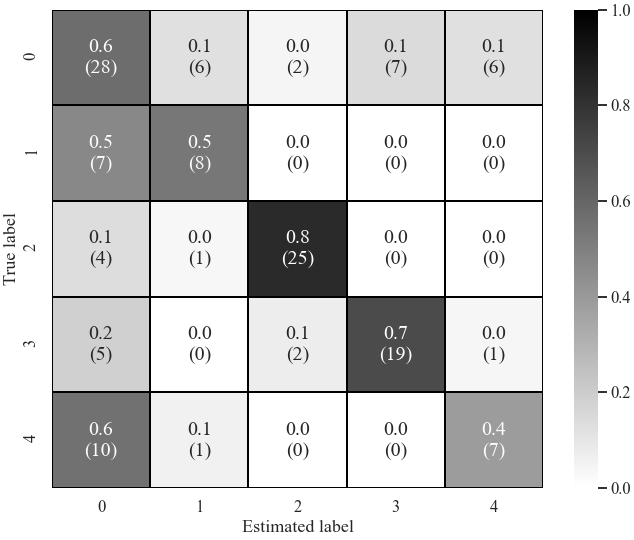 0.6 0.1 0.0 0.1 0.1
(28) (6) (2) (7) (6)
0.5 0.5 0.0 0.0 0.0
(7) (8) (0) (0) (0)
0.1 0.0 0.8 0.0 0.0
(4) (1) (25) (0) (0)
0.2 0.0 0.1 0.7 0.0
(5) (0) (2) (19) (1)
0.6 0.1 0.0 0.0 0.4
(10) (1) (0) (0) (7)
True label
0
1
2
3
4
0 1 2 3 4
Estimated label
1.0
0.8
0.6
0.4
0.2
0.0